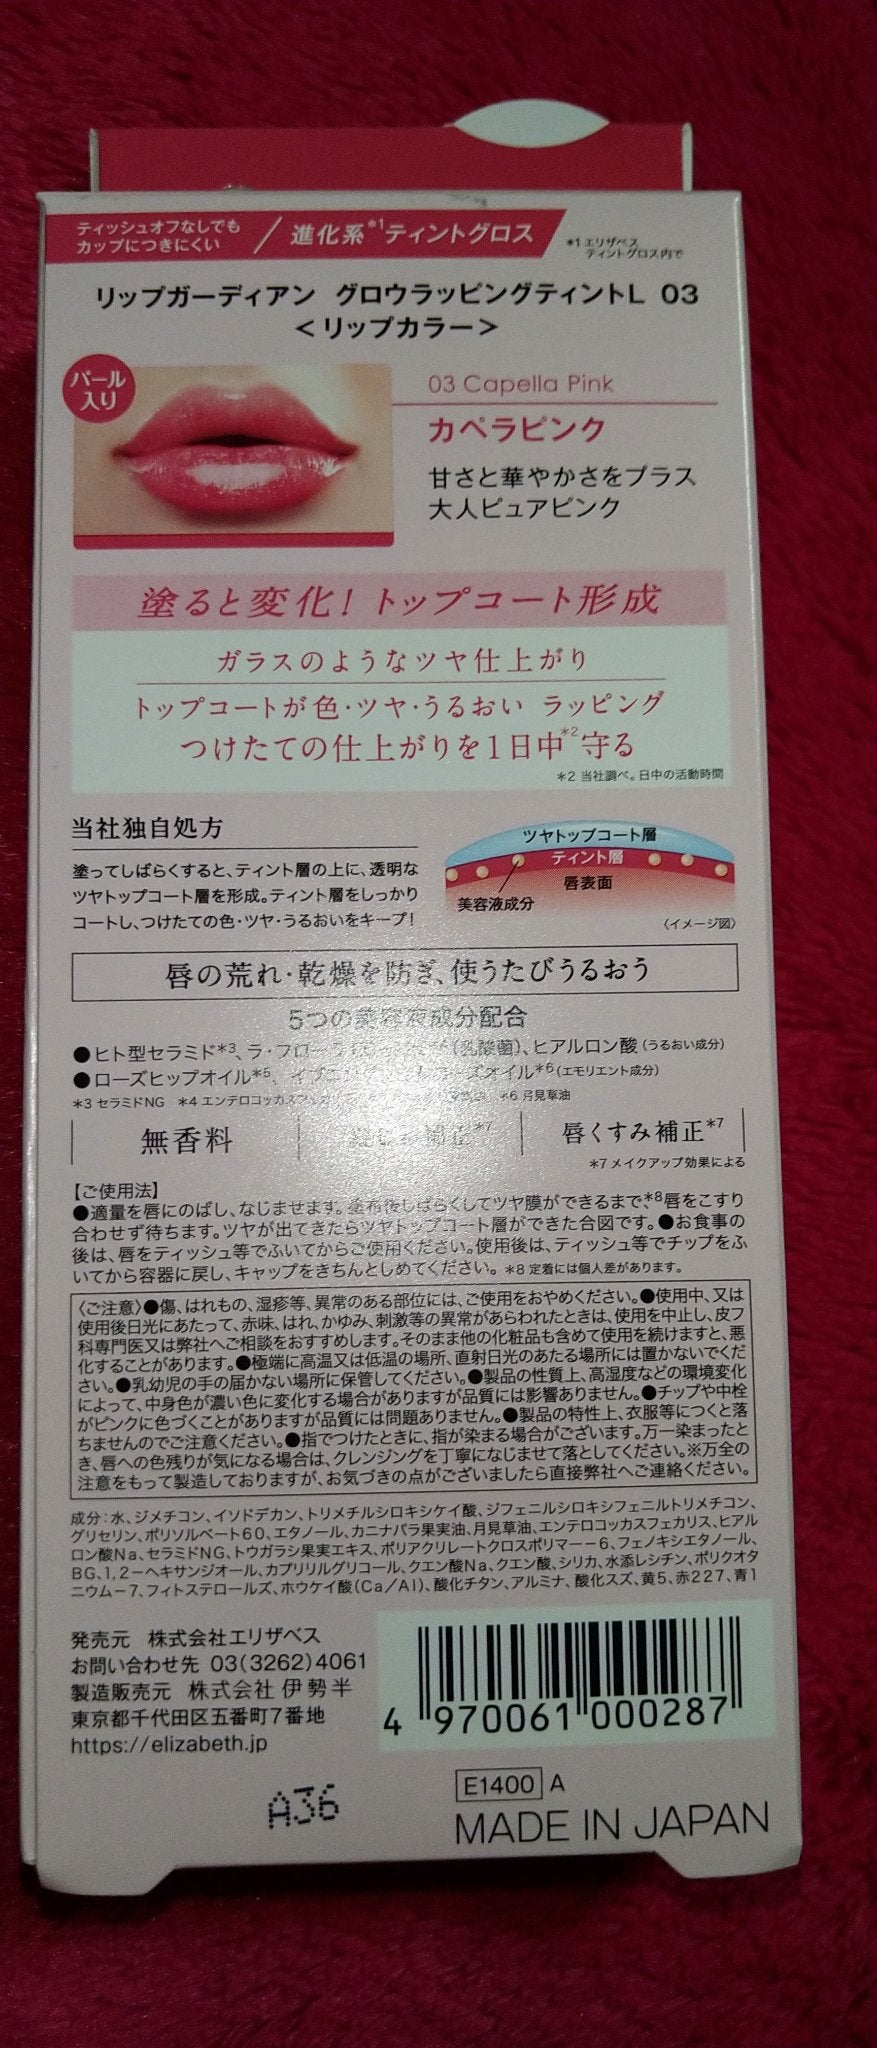 ティッシュオフなしでも
カップにつきにくい
進化系*1ティントグロス
*1 エリザベス
ティントグロス内で
リップガーディアン グロウラッピングティントL 03
<リップカラー>
パール
入り
03 Capella Pink
カペラピンク
甘さと華やかさをプラス
大人ピュアピンク
塗ると変化!トップコート形成
ガラスのようなツヤ仕上がり
トップコートが色・ツヤ・うるおい ラッピング
つけたての仕上がりを1日中*2守る
*2 当社調べ。日中の活動時間
当社独自処方
塗ってしばらくすると、ティント層の上に、透明な
ツヤトップコート層を形成。ティント層をしっかり
コートし、つけたての色・ツヤ・うるおいをキープ!
ツヤトップコート層
ティント層
唇表面
美容液成分
〈イメージ図〉
唇の荒れ・乾燥を防ぎ、使うたびうるおう
5つの美容液成分配合
●ヒト型セラミド*3、ラ・フローラ (乳酸菌)、ヒアルロン酸(うるおい成分)
●ローズヒップオイル*5、イブニングプリムローズオイル*6(エモリエント成分)
*3 セラミドNG *4 エンテロコッカスフェカリス *6 月見草油
無香料
補正*7
唇くすみ補正*7
*7 メイクアップ効果による
【ご使用法】
●適量を唇にのばし、なじませます。塗布後しばらくしてツヤ膜ができるまで、*8唇をこすり
合わせず待ちます。ツヤが出てきたらツヤトップコート層ができた合図です。●お食事の
後は、唇をティッシュ等でふいてからご使用ください。使用後は、ティッシュ等でチップをふ
いてから容器に戻し、キャップをきちんとしめてください。 *8 定着には個人差があります。
〈ご注意〉●傷、はれもの、湿疹等、異常のある部位には、ご使用をおやめください。●使用中、又は
使用後日光にあたって、赤味、はれ、かゆみ、刺激等の異常があらわれたときは、使用を中止し、皮フ
科専門医又は弊社へご相談をおすすめします。そのまま他の化粧品も含めて使用を続けますと、悪
化することがあります。●極端に高温又は低温の場所、直射日光のあたる場所には置かないでくだ
さい。●乳幼児の手の届かない場所に保管してください。●製品の性質上、高湿度などの環境変化
によって、中身色が濃い色に変化する場合がありますが品質には影響ありません。●チップや中栓
がピンクに色づくことがありますが品質には問題ありません。●製品の特性上、衣服等につくと落
ちませんのでご注意ください。●指でつけたときに、指が染まる場合がございます。万一染まったと
き、唇への色残りが気になる場合は、クレンジングを丁寧になじませて落としてください。※万全の
注意をもって製造しておりますが、お気づきの点がございましたら直接弊社へご連絡ください。
成分:水、ジメチコン、イソドデカン、トリメチルシロキシケイ酸、ジフェニルシロキシフェニルトリメチコン、
グリセリン、ポリソルベート60、エタノール、カニナバラ果実油、月見草油、エンテロコッカスフェカリス、ヒアル
ロン酸Na、セラミドNG、トウガラシ果実エキス、ポリアクリレートクロスポリマー-6、フェノキシエタノール、
BG、1,2-ヘキサンジオール、カプリリルグリコール、クエン酸Na、クエン酸、シリカ、水添レシチン、ポリクオタ
ニウム-7、フィトステロールズ、ホウケイ酸(Ca/Al)、酸化チタン、アルミナ、酸化スズ、黄5、赤227、青1
発売元 株式会社エリザベス
お問い合わせ先 03(3262)4061
製造販売元 株式会社 伊勢半
東京都千代田区五番町7番地
https://elizabeth.jp
4 970061 000287
A36
E1400 A
MADE IN JAPAN